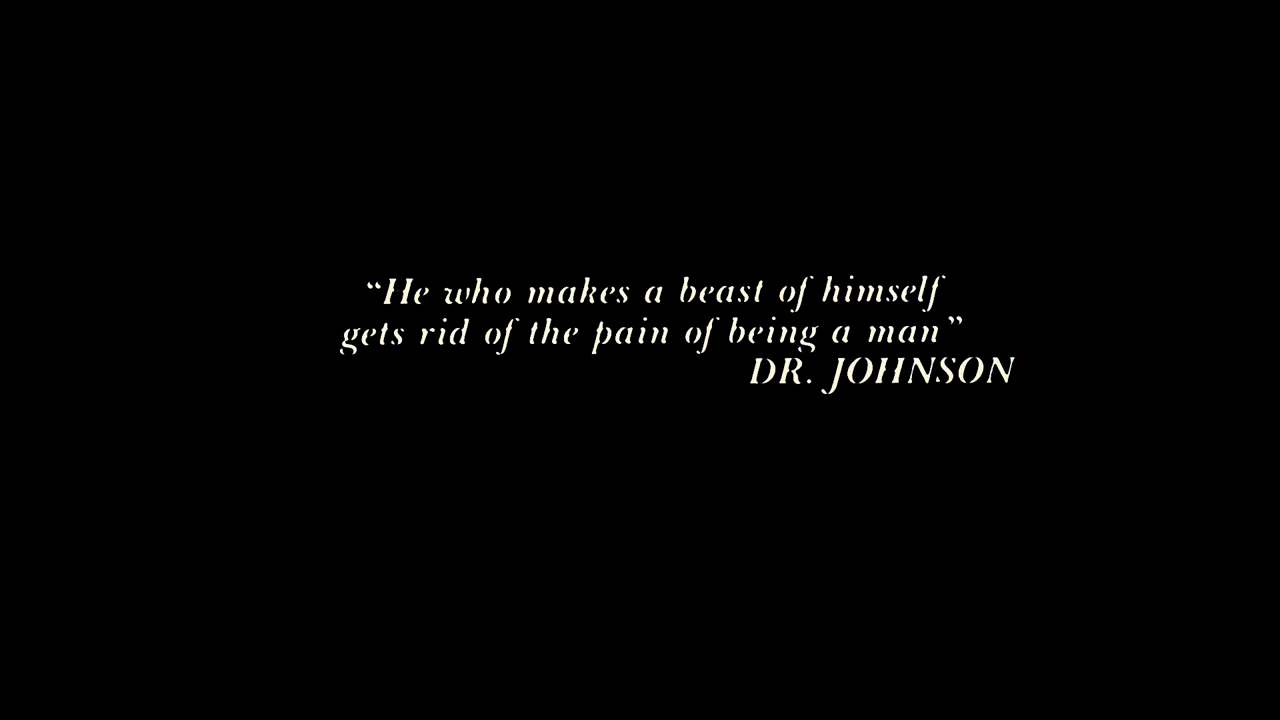 “He who makes a beast of himself
gets rid of the pain of being a man”
DR. JOHNSON